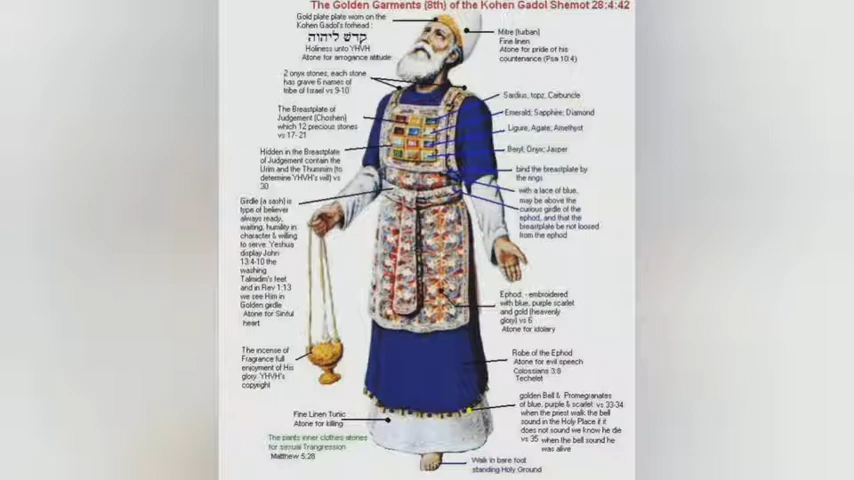 The Golden Garments (8th) of the Kohen Gadol Shemot 28:4:42
Gold plate plate worn on the
Kohen Gadol's forhead :
קדש ליהוה
Holiness unto YHVH
Atone for arrogance attitude
2 onyx stones, each stone
has grave 6 names of
tribe of Israel vs 9-10
The Breastplate of
Judgement (Choshen)
which 12 precious stones
vs 17- 21
Hidden in the Breastplate
of Judgement contain the
Urim and the Thummim (to
determine YHVH's will) vs
30
Girdle (a sash) is
type of believer
always ready,
waiting, humility in
character & willing
to serve. Yeshua
display John
13:4-10 the
washing
Talmidim's feet
and in Rev 1:13
we see Him in
Golden girdle
Atone for Sinful
heart
The incense of
Fragrance full
enjoyment of His
glory. YHVH's
copyright
Fine Linen Tunic
Atone for killing
The pants inner clothes atones
for sexual Trangression
Matthew 5:28
Mitre (turban)
Fine linen
Atone for pride of his
countenance (Psa 10:4)
Sardius, topz, Carbuncle
Emerald; Sapphire; Diamond
Ligure, Agate; Amethyst
Beryl; Onyx; Jasper
bind the breastplate by
the rings
with a lace of blue,
may be above the
curious girdle of the
ephod, and that the
breastplate be not loosed
from the ephod
Ephod. - embroidered
with blue, purple scarlet
and gold (heavenly
glory) vs 6
Atone for idolary
Robe of the Ephod
Atone for evil speech
Colossians 3:8
Techelet
golden Bell & Promegranates
of blue, purple & scarlet: vs 33-34
when the priest walk the bell
sound in the Holy Place if it
does not sound we know he die
vs 35 when the bell sound he
was alive
Walk in bare foot
standing Holy Ground